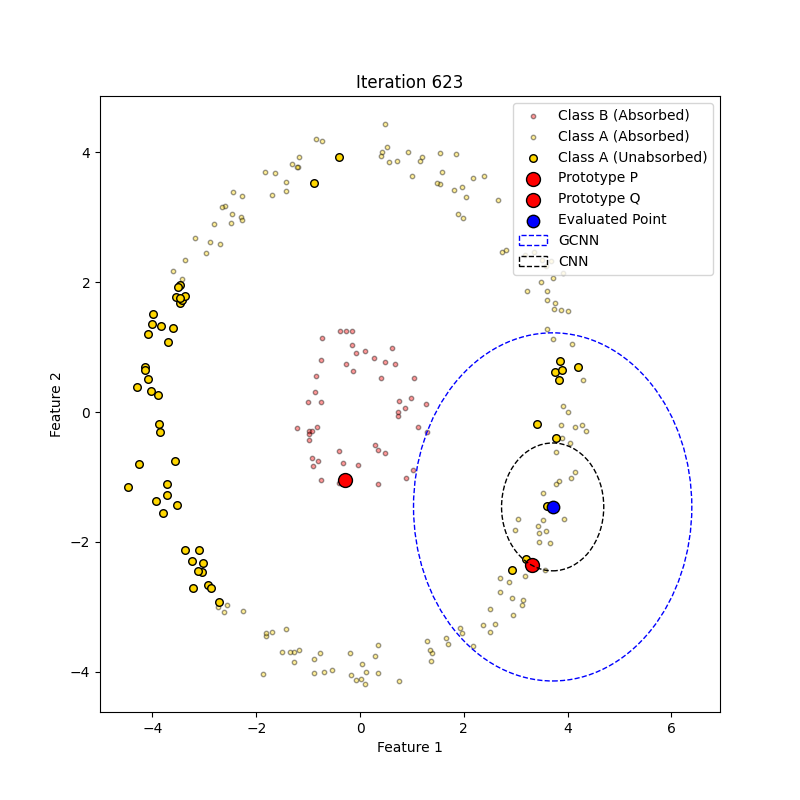 Iteration 623
Class B (Absorbed)
Class A (Absorbed)
Class A (Unabsorbed)
Prototype P
Prototype Q
Evaluated Point
GCNN
CNN
4
2
0
−2
−4
Feature 2
−4 −2 0 2 4 6
Feature 1